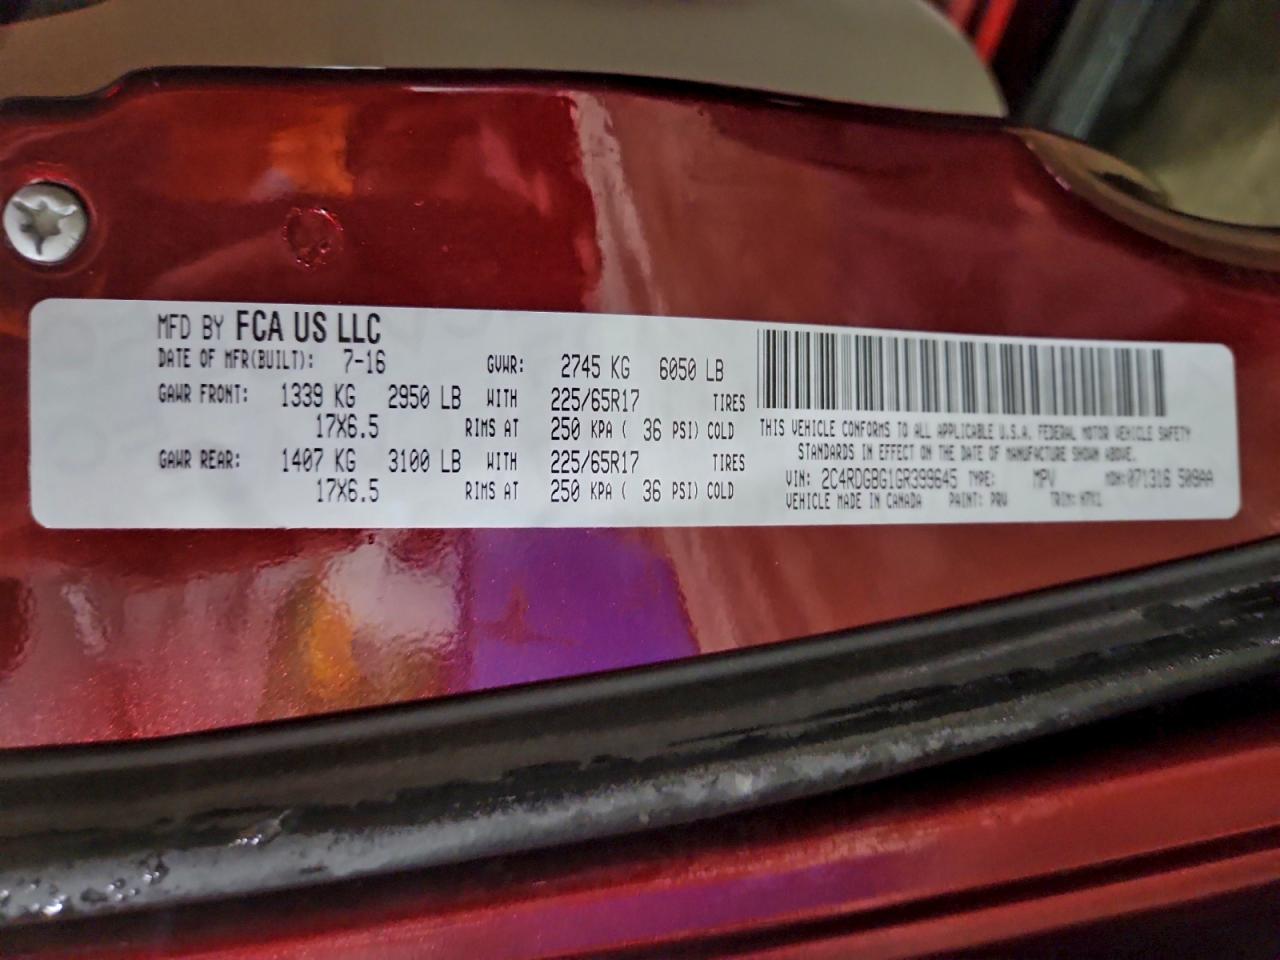 MFD BY FCA US LLC
DATE OF MFR(BUILT): 7-16 GVWR: 2745 KG 6050 LB
GAWR FRONT: 1339 KG 2950 LB WITH 225/65R17 TIRES
17X6.5 RIMS AT 250 KPA ( 36 PSI) COLD
GAWR REAR: 1407 KG 3100 LB WITH 225/65R17 TIRES
17X6.5 RIMS AT 250 KPA ( 36 PSI) COLD
THIS VEHICLE CONFORMS TO ALL APPLICABLE U.S.A. FEDERAL MOTOR VEHICLE SAFETY
STANDARDS IN EFFECT ON THE DATE OF MANUFACTURE SHOWN ABOVE.
VIN: 2C4RDGBG1GR399645 TYPE: MPV MDH:071316 509AA
VEHICLE MADE IN CANADA PAINT: PRV TRIM: